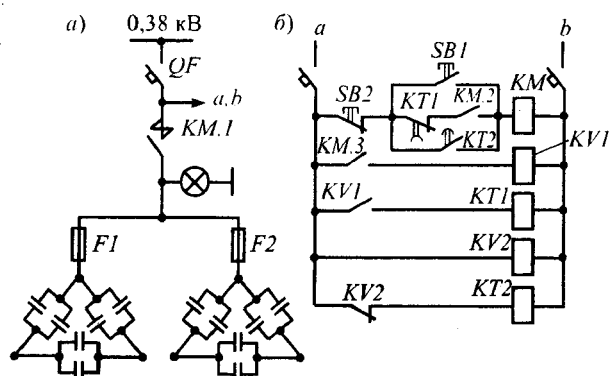 а) 0,38 кВ
QF
a,b
KM.1
F1 F2
б) a b
SB1
SB2 KT1 KM.2 KM
KT2
KM.3 KV1
KV1 KT1
KV2
KV2 KT2